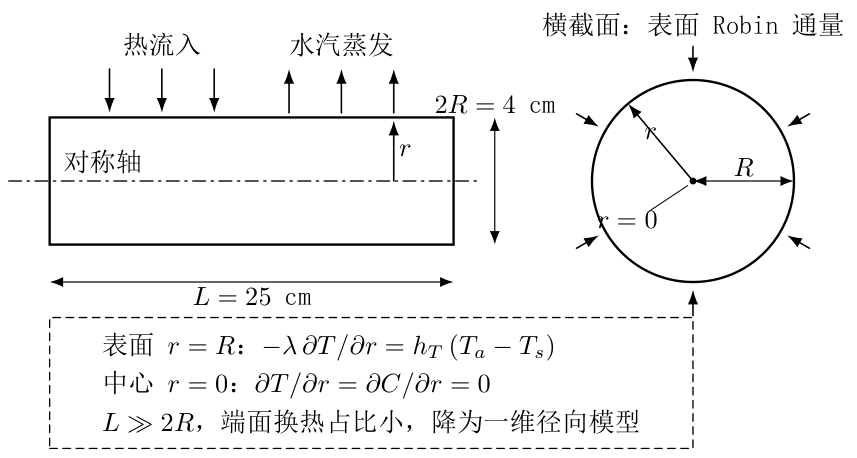 横截面：表面 Robin 通量
热流入
水汽蒸发
2R = 4 cm
对称轴
r
r
R
r = 0
L = 25 cm
表面 r = R：−λ ∂T/∂r = h_T (T_a − T_s)
中心 r = 0：∂T/∂r = ∂C/∂r = 0
L ≫ 2R，端面换热占比小，降为一维径向模型